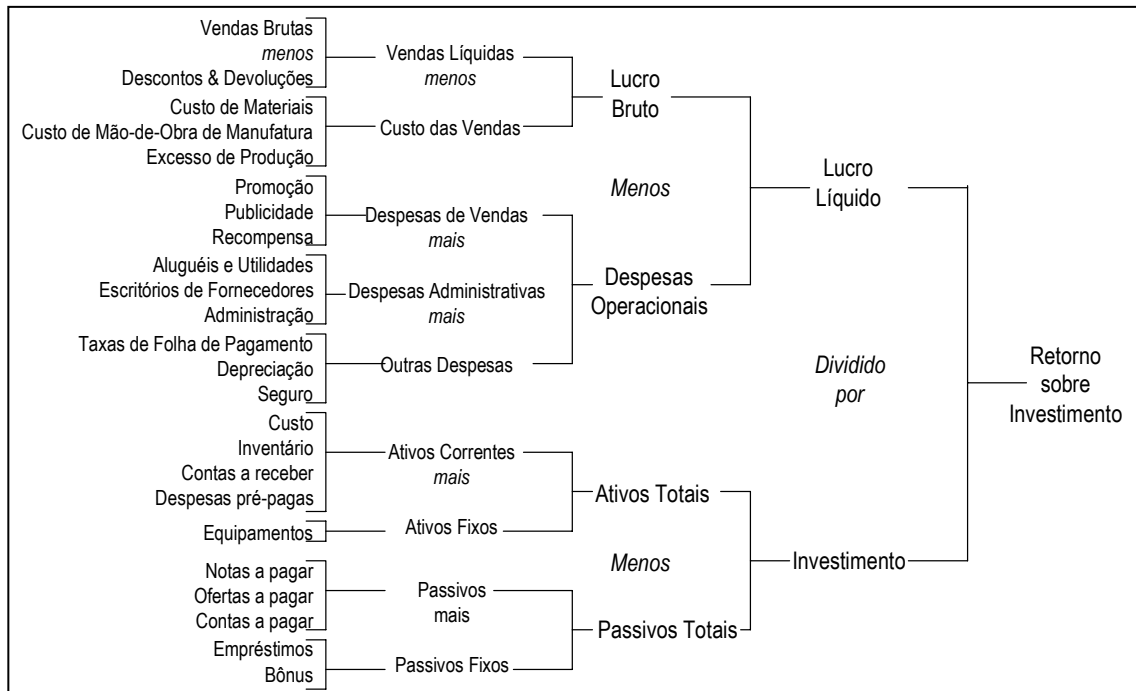 Vendas Brutas
menos
Descontos & Devoluções
Custo de Materiais
Custo de Mão-de-Obra de Manufatura
Excesso de Produção
Promoção
Publicidade
Recompensa
Aluguéis e Utilidades
Escritórios de Fornecedores
Administração
Taxas de Folha de Pagamento
Depreciação
Seguro
Custo
Inventário
Contas a receber
Despesas pré-pagas
Equipamentos
Notas a pagar
Ofertas a pagar
Contas a pagar
Empréstimos
Bônus
Vendas Líquidas
menos
Custo das Vendas
Despesas de Vendas
mais
Despesas Administrativas
mais
Outras Despesas
Ativos Correntes
mais
Ativos Fixos
Passivos
mais
Passivos Fixos
Lucro
Bruto
Menos
Despesas
Operacionais
Ativos Totais
Menos
Passivos Totais
Lucro
Líquido
Dividido
por
Investimento
Retorno
sobre
Investimento